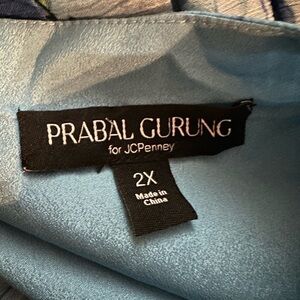 PRABAL GURUNG
for JCPenney
2X
Made in
China